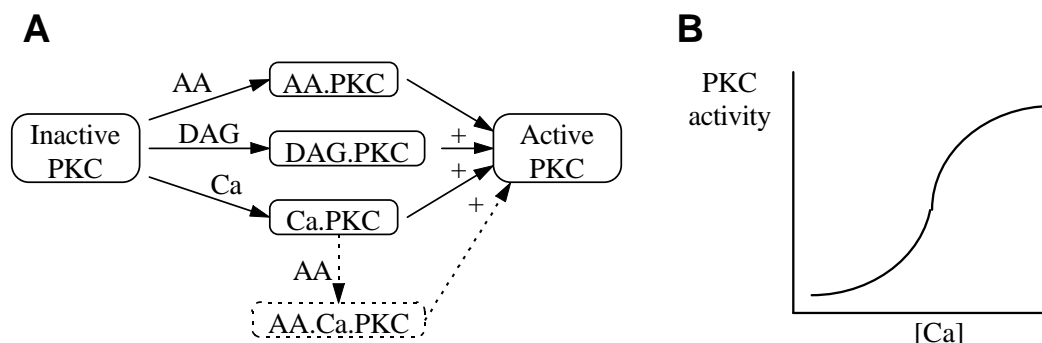 A
AA
AA.PKC
Inactive
PKC
DAG
DAG.PKC
+
+
+
Active
PKC
Ca
Ca.PKC
AA
AA.Ca.PKC
B
PKC
activity
[Ca]